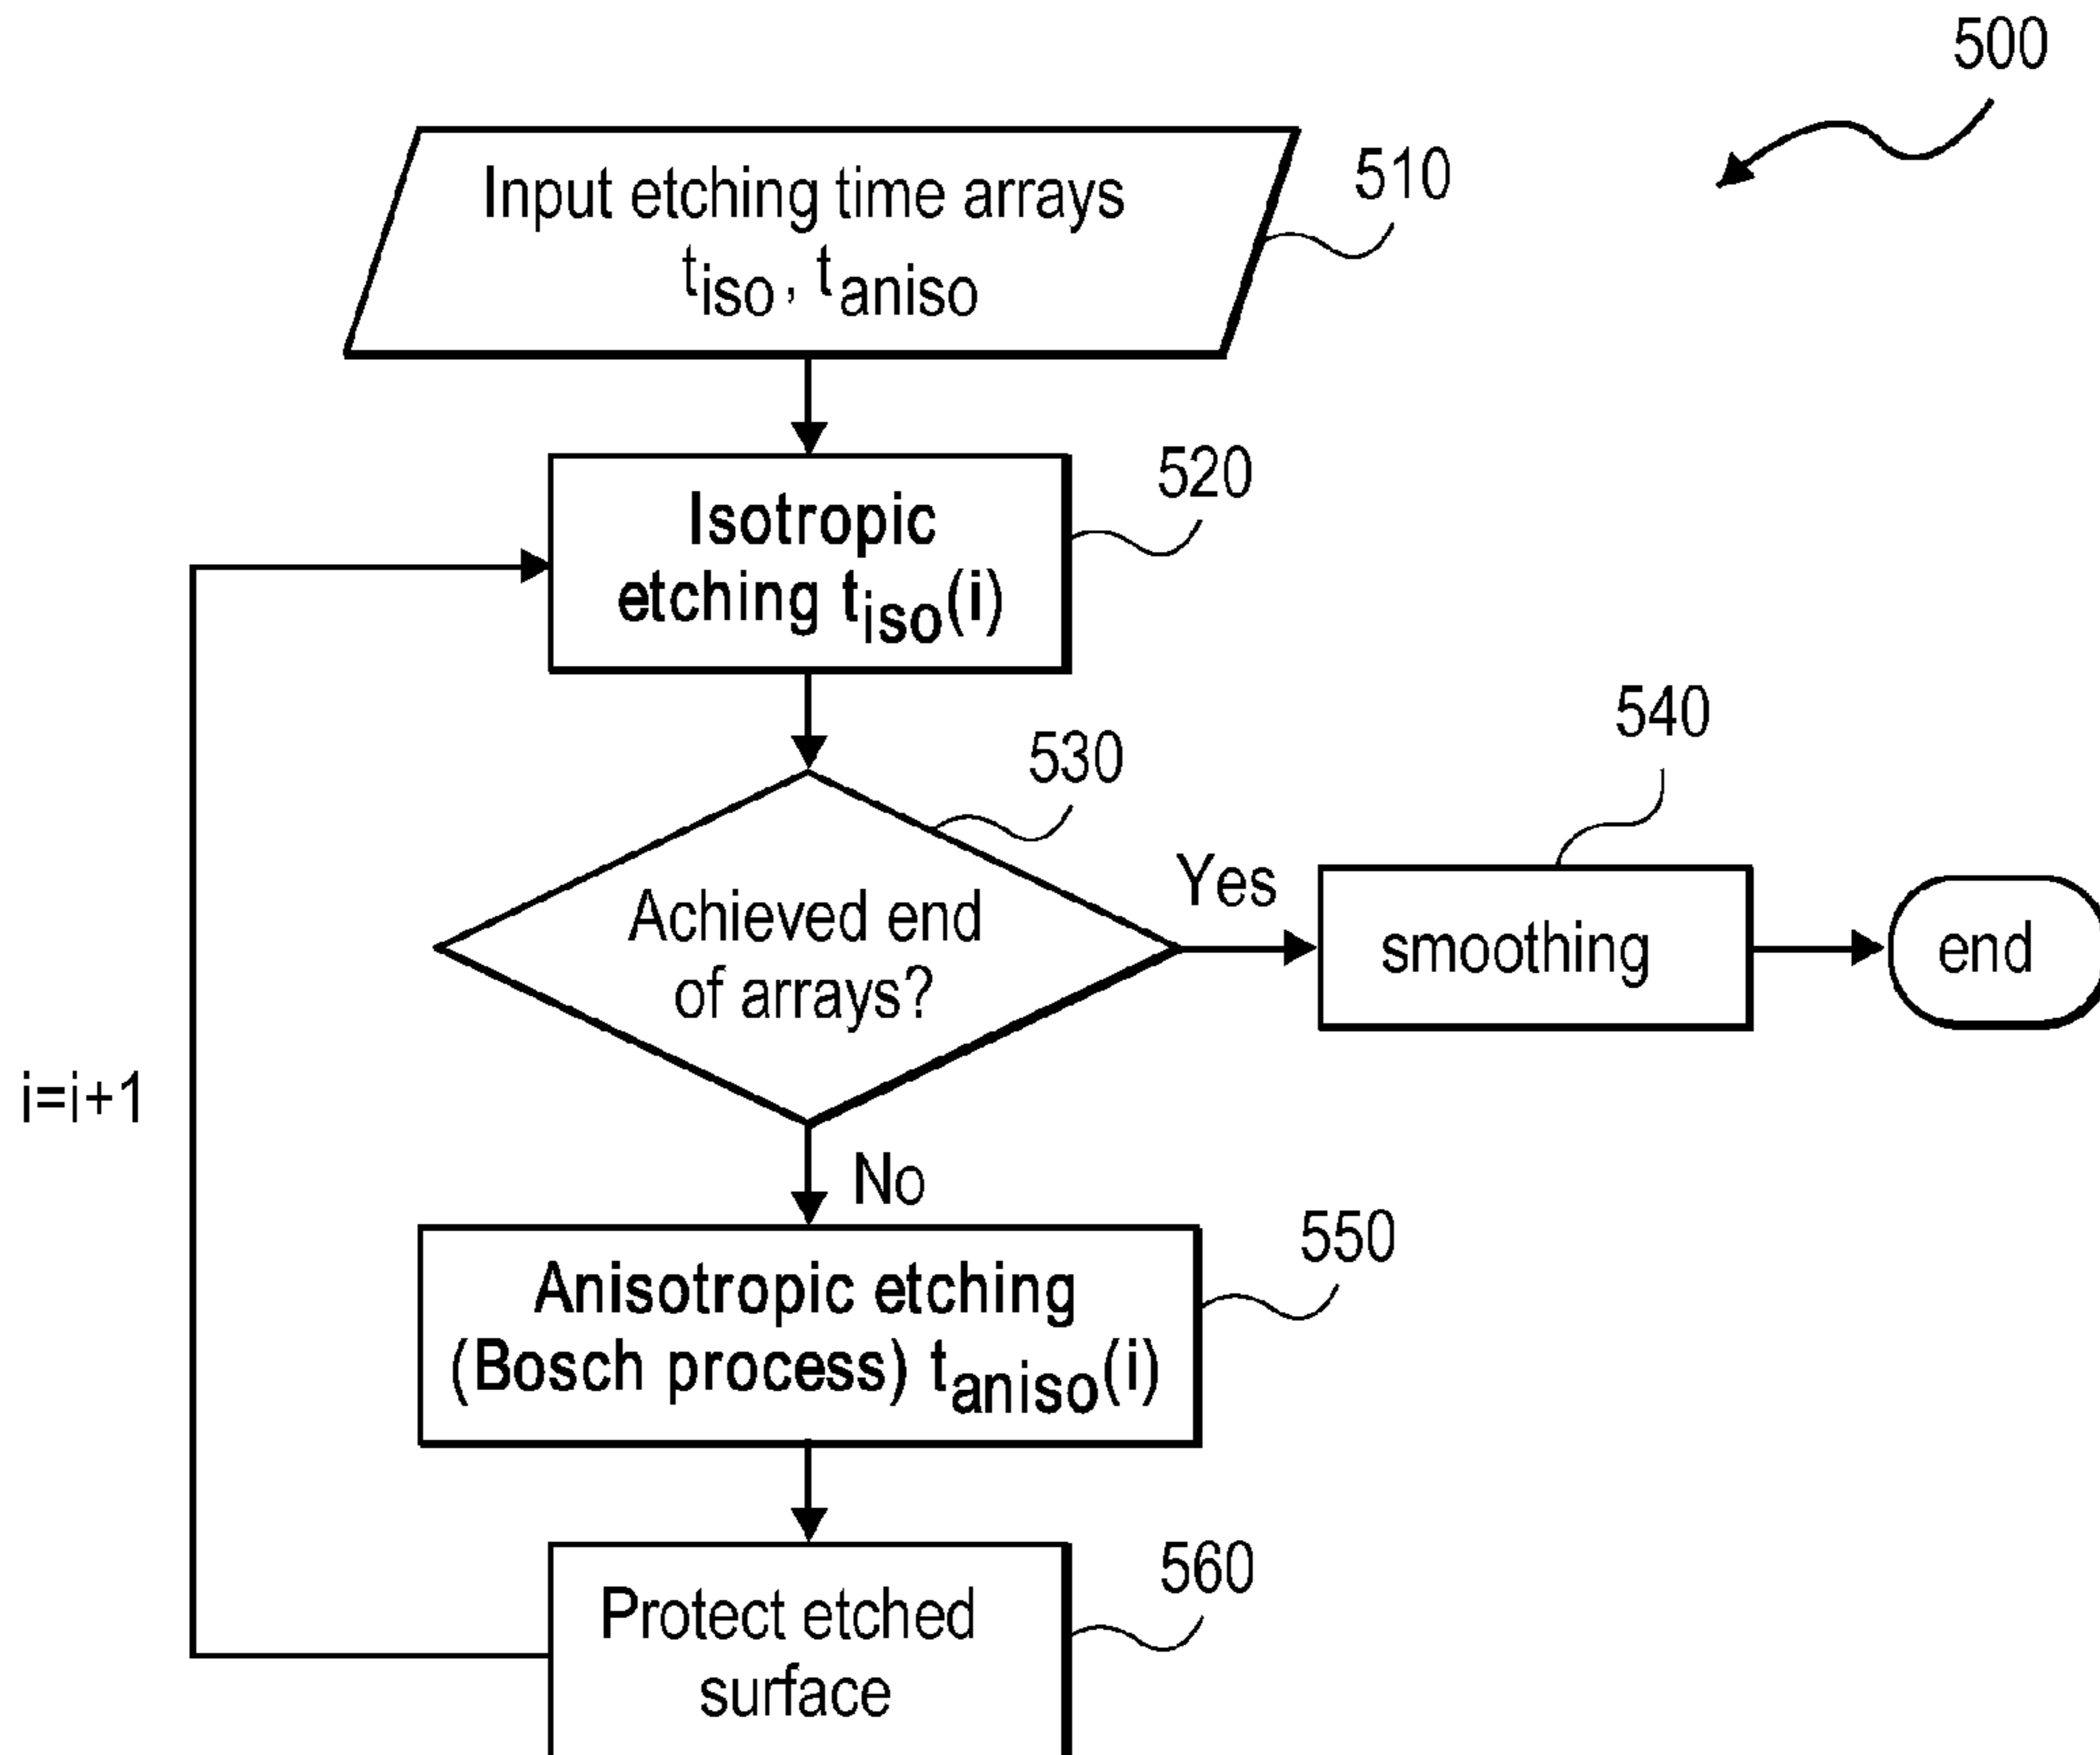 500
Input etching time arrays
tiso, taniso
510
Isotropic
etching tiso(i)
520
Achieved end
of arrays?
530
Yes
smoothing
540
end
i=i+1
No
Anisotropic etching
(Bosch process) taniso(i)
550
Protect etched
surface
560